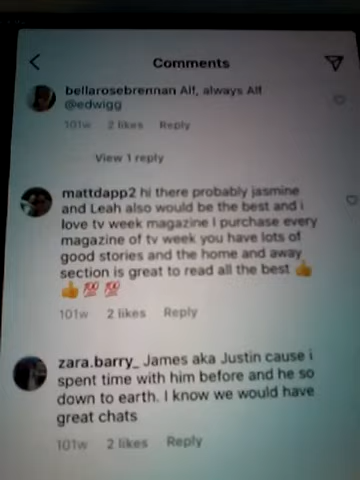 Comments
bellarosebrennan Alf, always Alf
@edwigg
101w 2 likes Reply
View 1 reply
mattdapp2 hi there probably jasmine
and Leah also would be the best and i
love tv week magazine I purchase every
magazine of tv week you have lots of
good stories and the home and away
section is great to read all the best 👍
👍 💯 💯
101w 2 likes Reply
zara.barry_ James aka Justin cause i
spent time with him before and he so
down to earth. I know we would have
great chats
101w 2 likes Reply